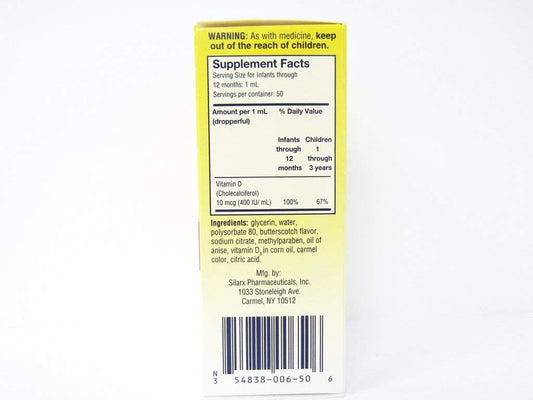 WARNING: As with medicine, keep
out of the reach of children.
Supplement Facts
Serving Size for Infants through
12 months: 1 mL
Servings per container: 50
Amount per 1 mL % Daily Value
(dropperful)
Infants Children
through 1
12 through
months 3 years
Vitamin D
(Cholecalciferol)
10 mcg (400 IU/ mL) 100% 67%
Ingredients: glycerin, water,
polysorbate 80, butterscotch flavor,
sodium citrate, methylparaben, oil of
anise, vitamin D3 in corn oil, carmel
color, citric acid.
Mfg. by:
Silarx Pharmaceuticals, Inc.
1033 Stoneleigh Ave.
Carmel, NY 10512
N
3 54838-006-50 6